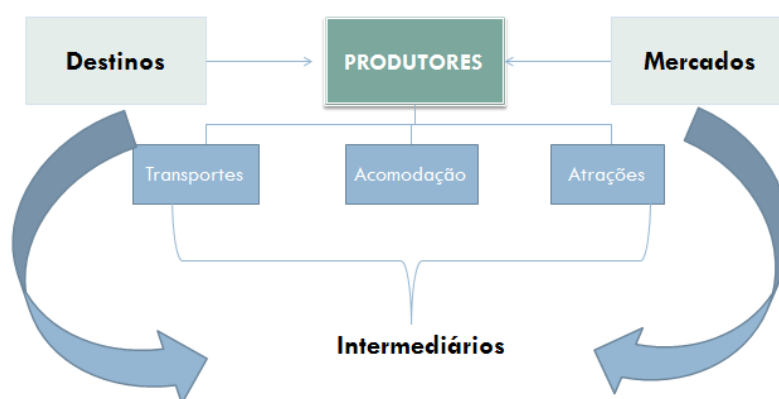 Destinos
PRODUTORES
Mercados
Transportes
Acomodação
Atrações
Intermediários